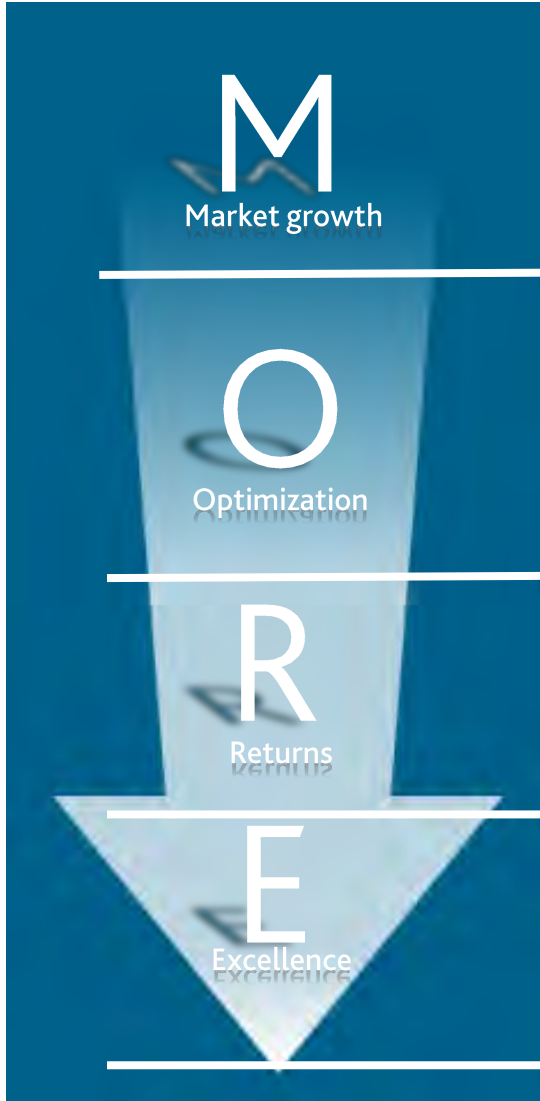 M
Market growth
O
Optimization
R
Returns
E
Excellence